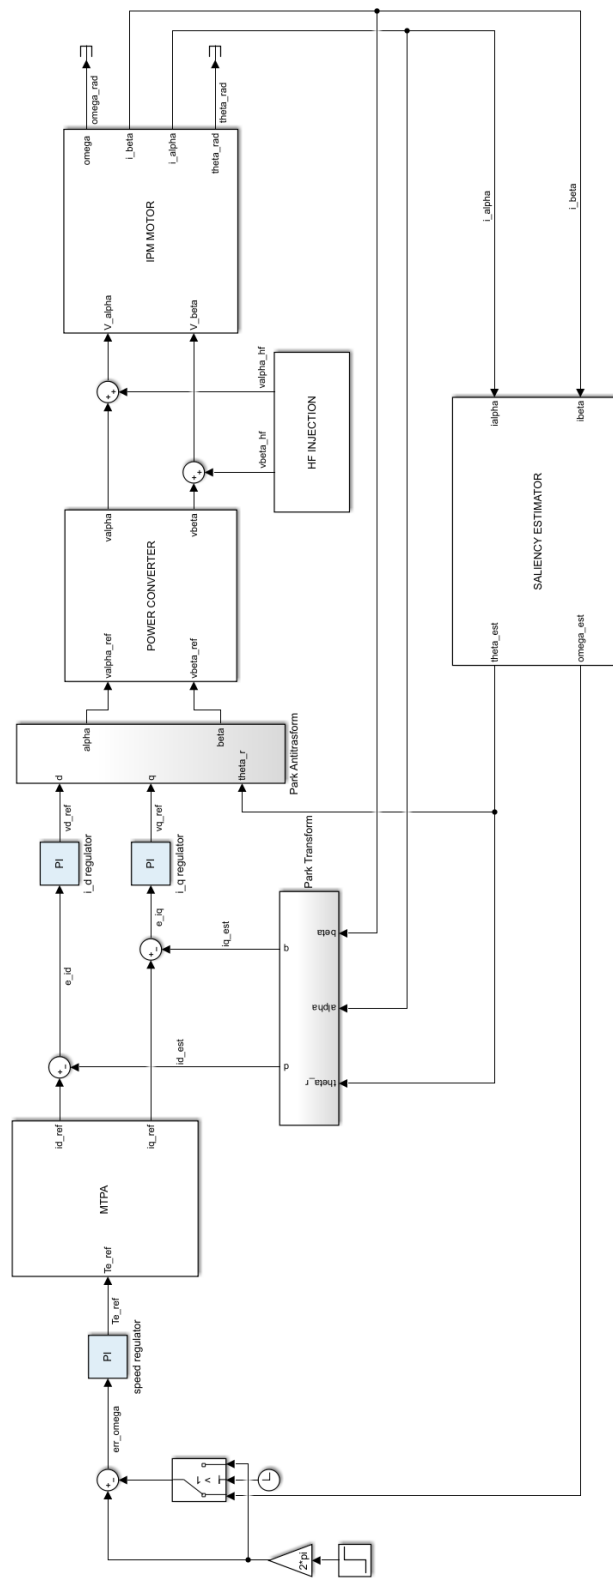 2*pi
> 1
err_omega
PI
speed regulator
Te_ref
Te_ref
MTPA
id_ref
iq_ref
e_id
e_iq
id_est
iq_est
PI
i_d regulator
vd_ref
PI
i_q regulator
vq_ref
d
q
theta_r
alpha
beta
Park Antitrasform
Park Transform
d
q
theta_r
alpha
beta
valpha_ref
vbeta_ref
POWER CONVERTER
valpha
vbeta
HF INJECTION
vbeta_hf
valpha_hf
V_alpha
V_beta
IPM MOTOR
omega
i_beta
i_alpha
theta_rad
omega_rad
theta_rad
i_alpha
i_beta
ialpha
ibeta
SALIENCY ESTIMATOR
theta_est
omega_est